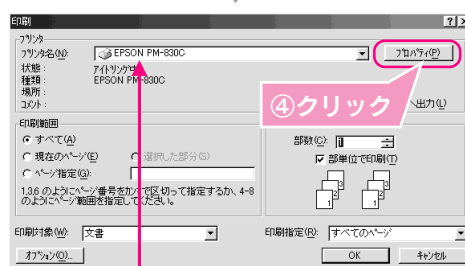 印刷
プリンタ
プリンタ名(N): EPSON PM-830C プロパティ(P)
状態: アイドリング中
種類: EPSON PM-830C
場所:
コメント: へ出力(L)
④クリック
印刷範囲
すべて(A)
現在のページ(E) 選択した部分(S)
ページ指定(G):
1,3,6 のようにページ番号をカンマで区切って指定するか、4-8
のようにページ範囲を指定してください。
部数(C): 1
部単位で印刷(T)
印刷対象(W): 文書
印刷指定(R): すべてのページ
オプション(O)...
OK キャンセル